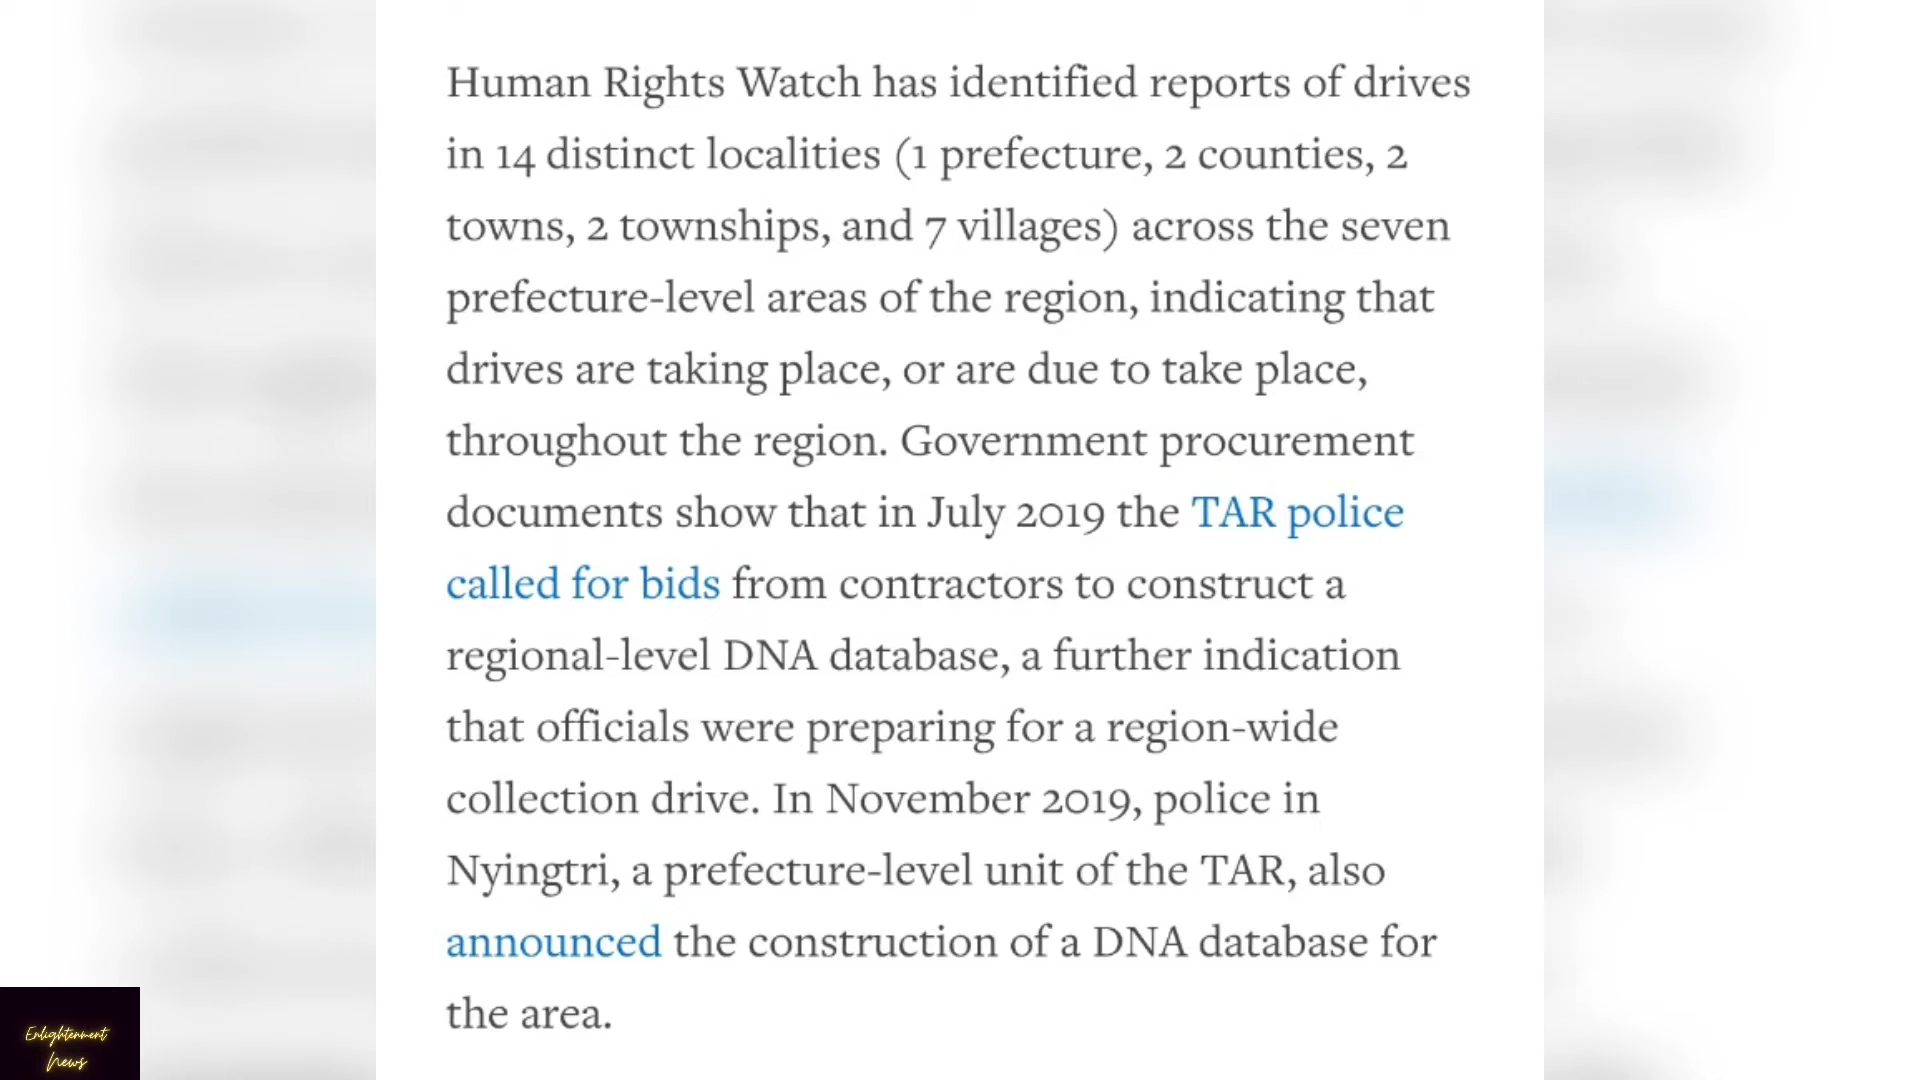 Human Rights Watch has identified reports of drives
in 14 distinct localities (1 prefecture, 2 counties, 2
towns, 2 townships, and 7 villages) across the seven
prefecture-level areas of the region, indicating that
drives are taking place, or are due to take place,
throughout the region. Government procurement
documents show that in July 2019 the TAR police
called for bids from contractors to construct a
regional-level DNA database, a further indication
that officials were preparing for a region-wide
collection drive. In November 2019, police in
Nyingtri, a prefecture-level unit of the TAR, also
announced the construction of a DNA database for
the area.
Enlightenment
News